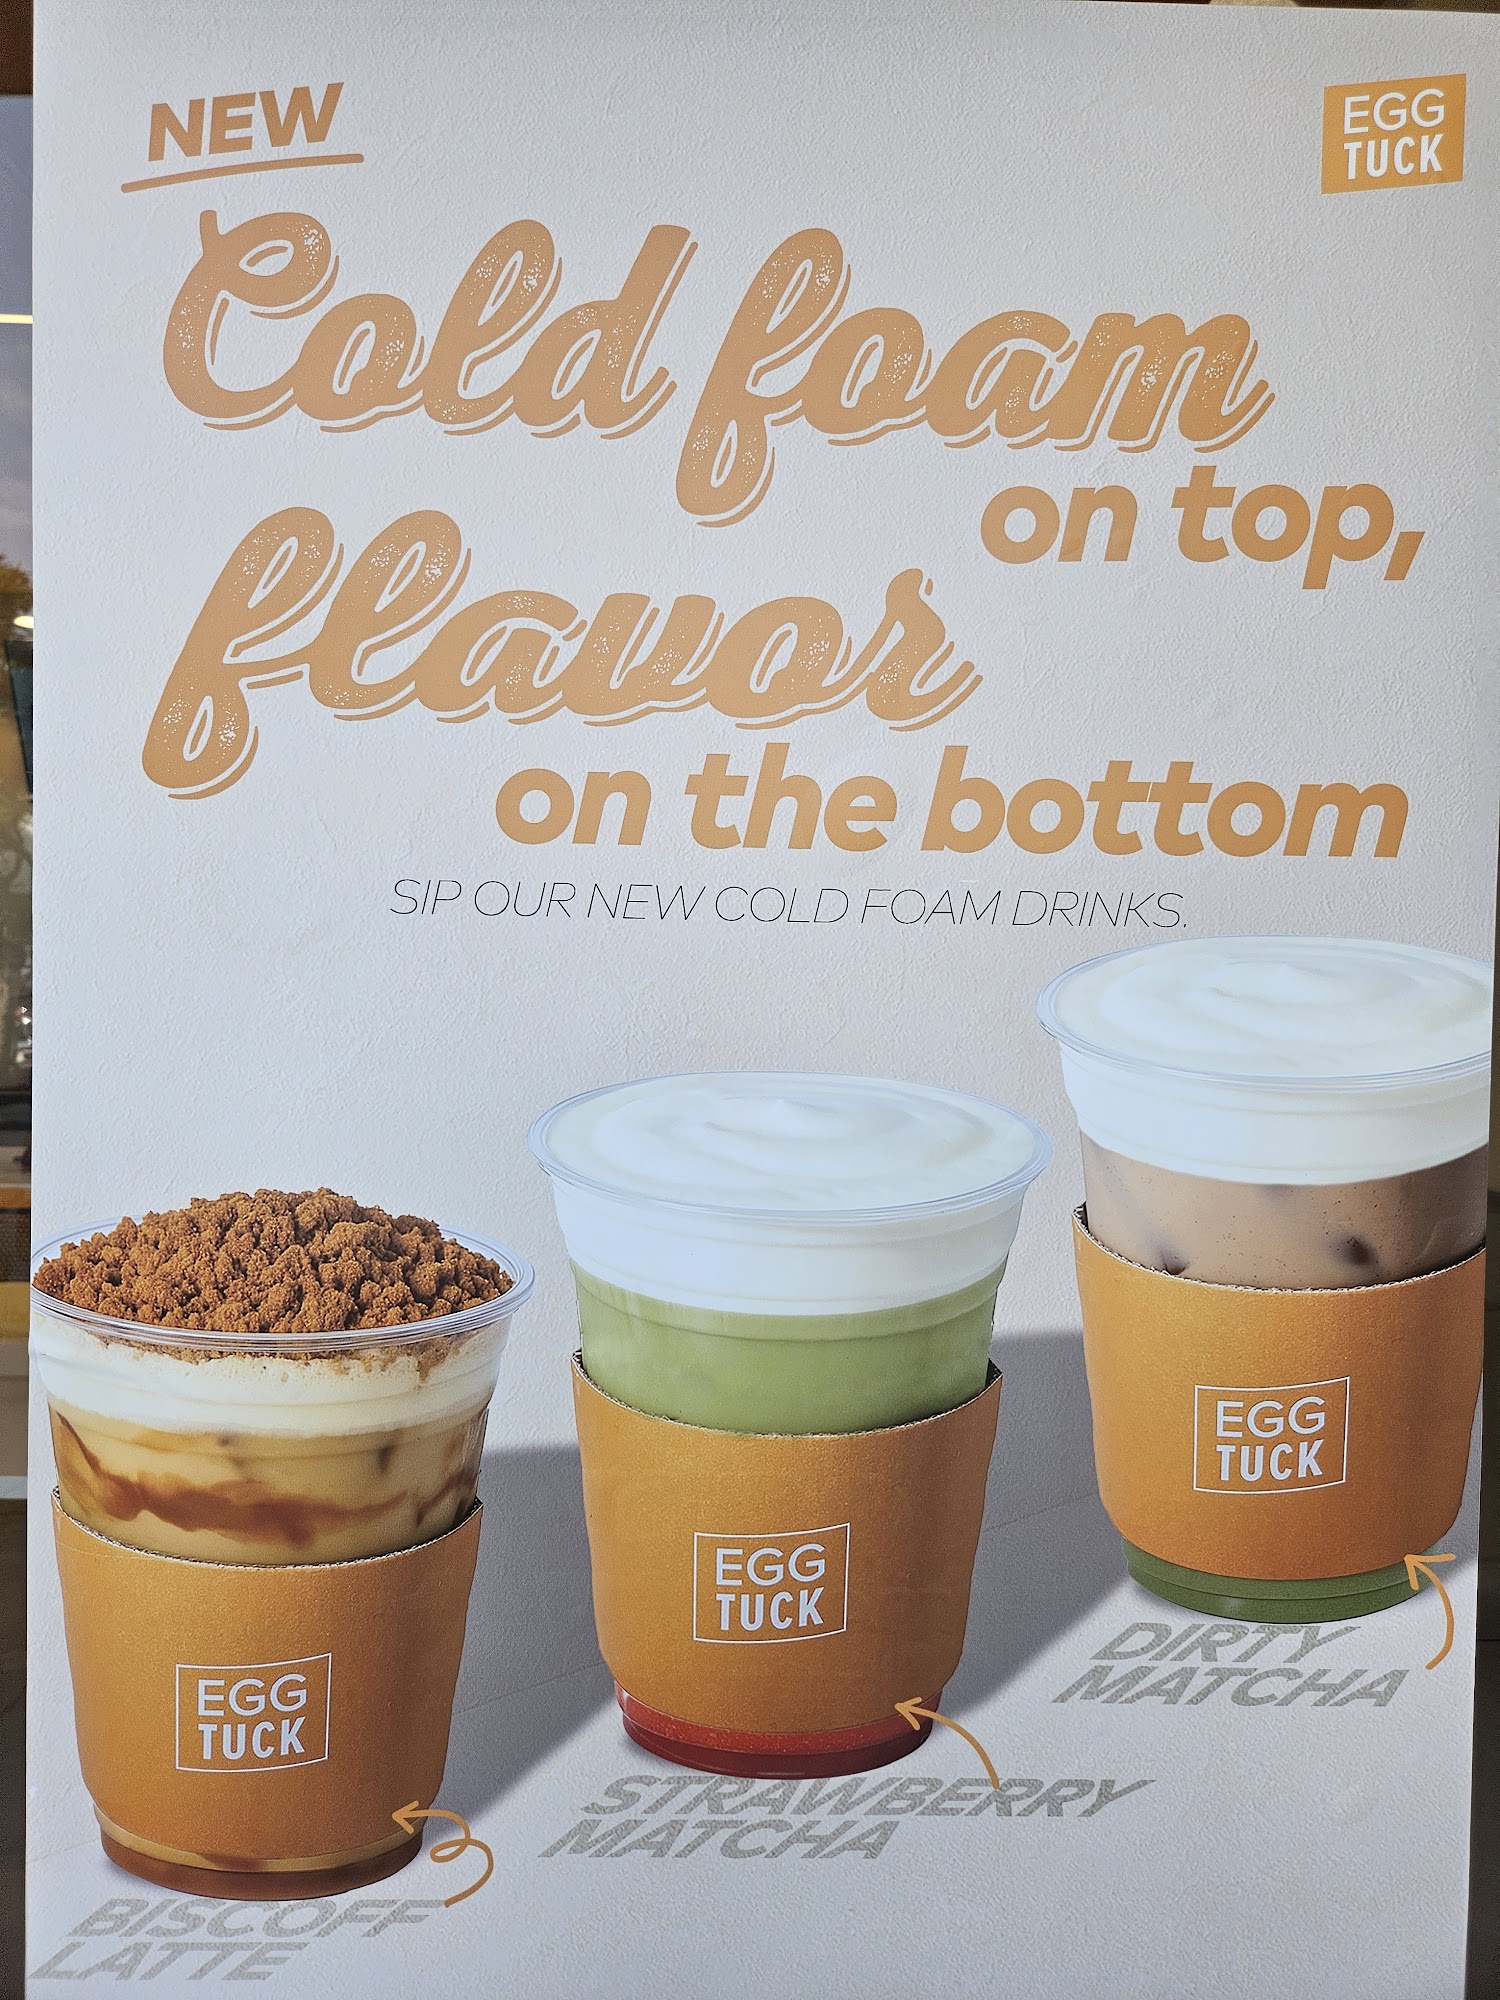 NEW
EGG
TUCK
Cold foam
on top,
flavor
on the bottom
SIP OUR NEW COLD FOAM DRINKS.
EGG
TUCK
DIRTY
MATCHA
EGG
TUCK
STRAWBERRY
MATCHA
EGG
TUCK
BISCOFF
LATTE